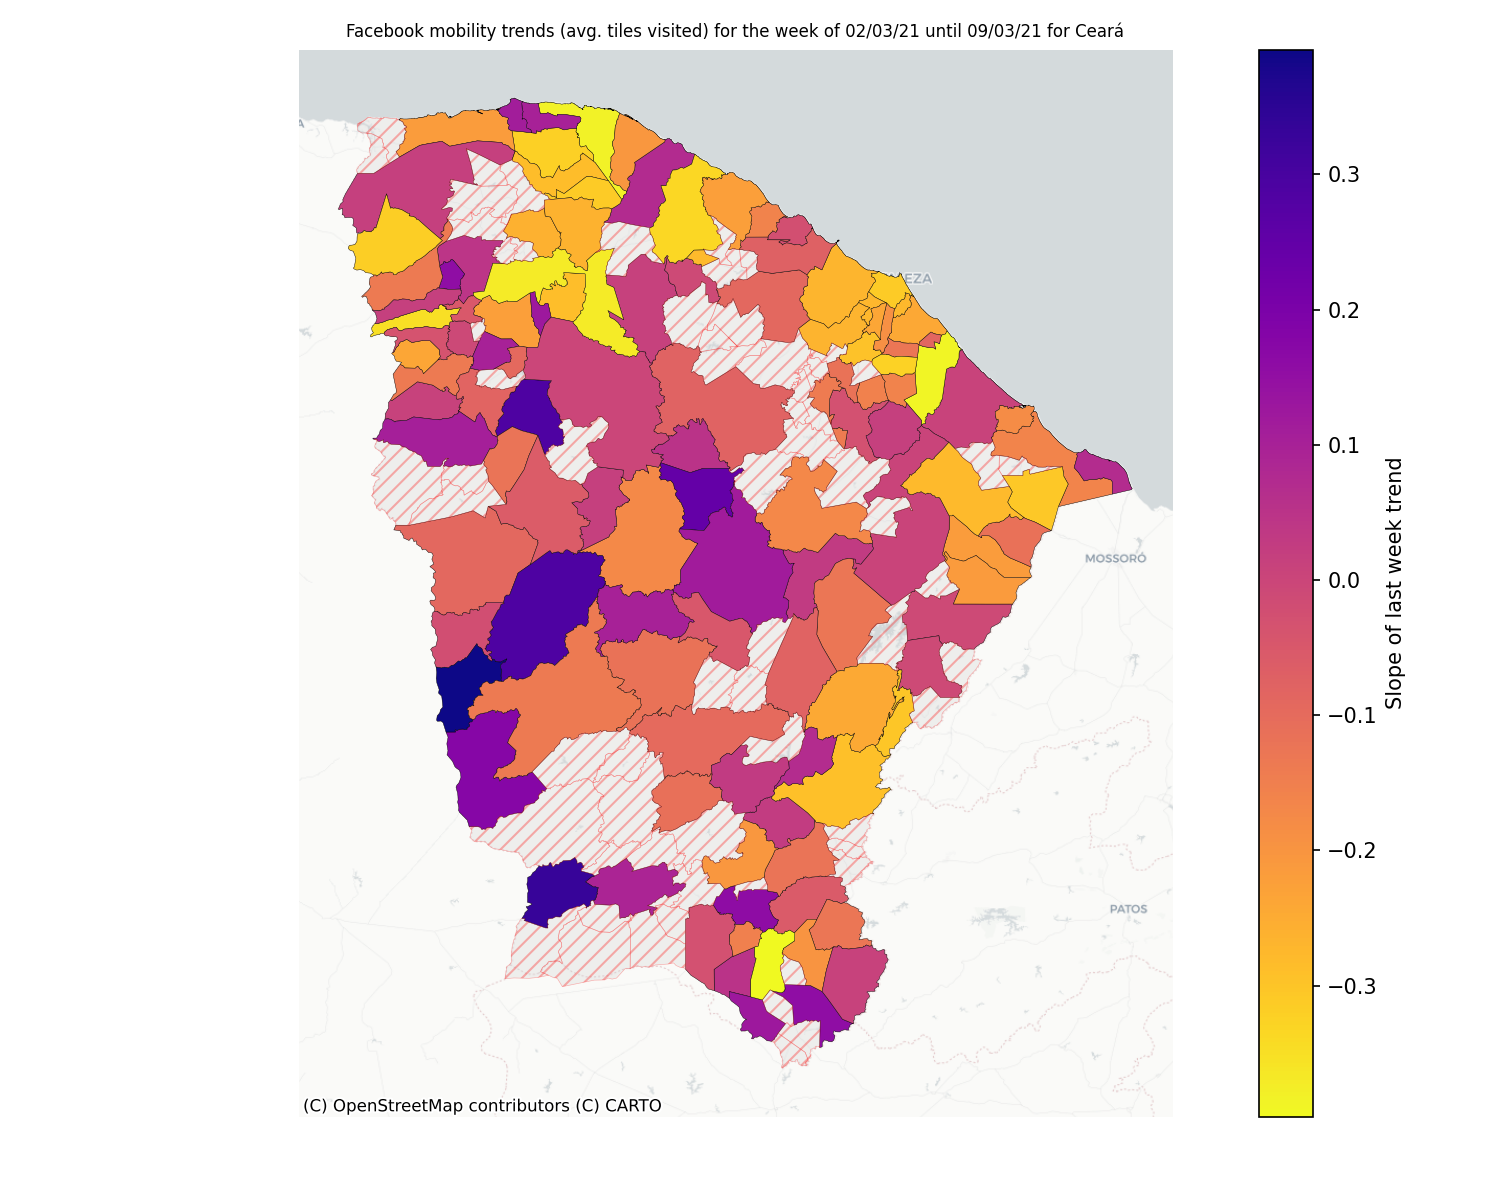 Facebook mobility trends (avg. tiles visited) for the week of 02/03/21 until 09/03/21 for Ceará
EZA
MOSSORÓ
PATOS
(C) OpenStreetMap contributors (C) CARTO
0.3
0.2
0.1
0.0
−0.1
−0.2
−0.3
Slope of last week trend